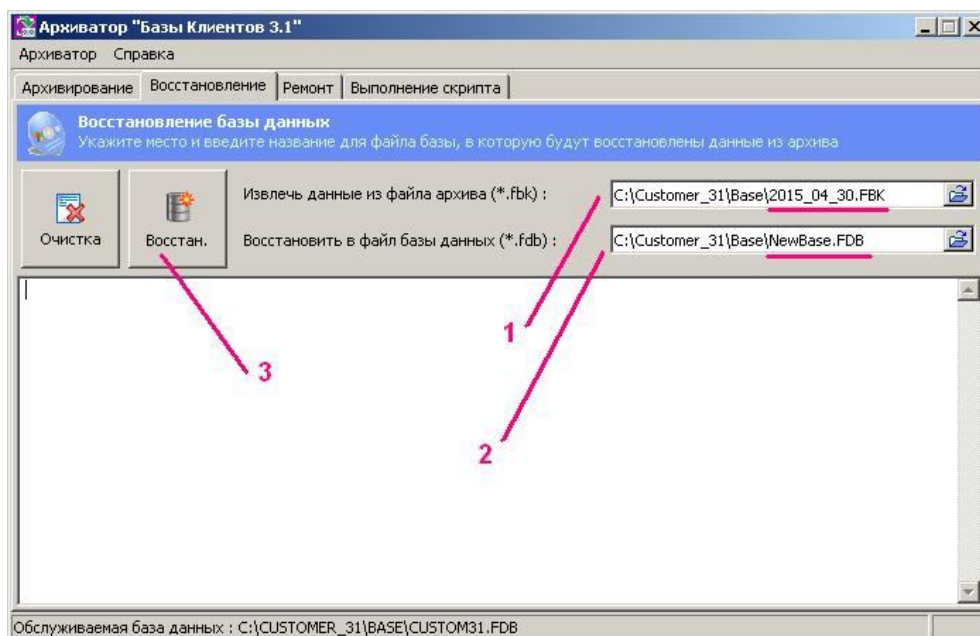 Архиватор "Базы Клиентов 3.1"
Архиватор Справка
Архивирование Восстановление Ремонт Выполнение скрипта
Восстановление базы данных
Укажите место и введите название для файла базы, в которую будут восстановлены данные из архива
Извлечь данные из файла архива (*.fbk) : C:\Customer_31\Base\2015_04_30.FBK
Очистка Восстан. Восстановить в файл базы данных (*.fdb) : C:\Customer_31\Base\NewBase.FDB
1
3
2
Обслуживаемая база данных : C:\CUSTOMER_31\BASE\CUSTOM31.FDB